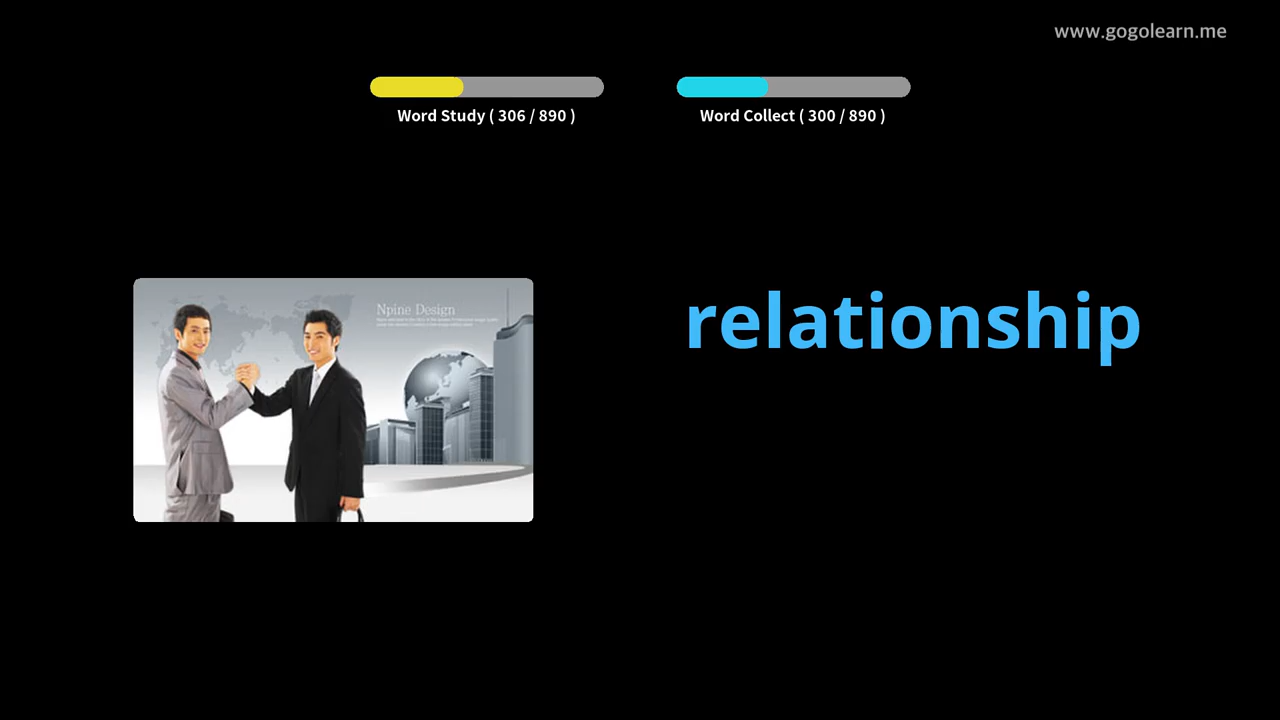 www.gogolearn.me
Word Study ( 306 / 890 )
Word Collect ( 300 / 890 )
Npine Design
relationship